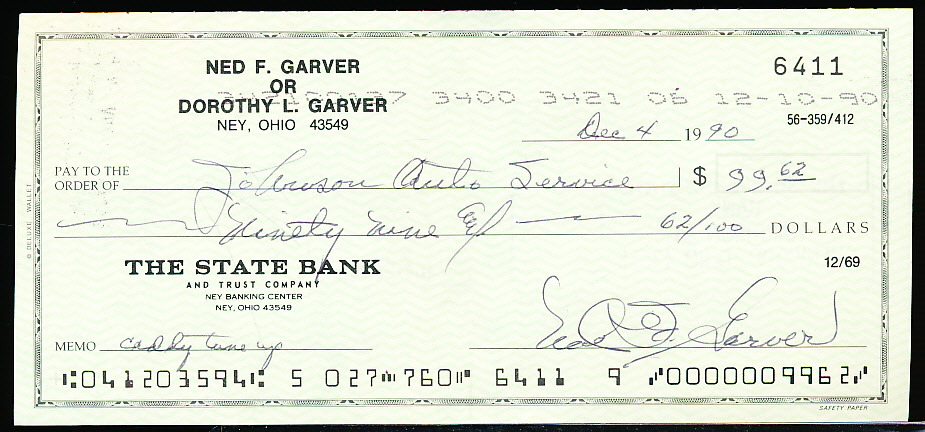 NED F. GARVER
OR
DOROTHY L. GARVER
NEY, OHIO 43549
6411
3400 3421 06 12-10-90
56-359/412
Dec 4 1990
PAY TO THE
ORDER OF Johnson Auto Service $ 99.62
Ninety Nine & 62/100 DOLLARS
THE STATE BANK
AND TRUST COMPANY
NEY BANKING CENTER
NEY, OHIO 43549
12/69
MEMO caddy tune up Ned F. Garver
⑆041203594⑆ 5 027⑈760⑈ 6411 9 ⑇0000009962⑇
© DELUXE WALLET
SAFETY PAPER